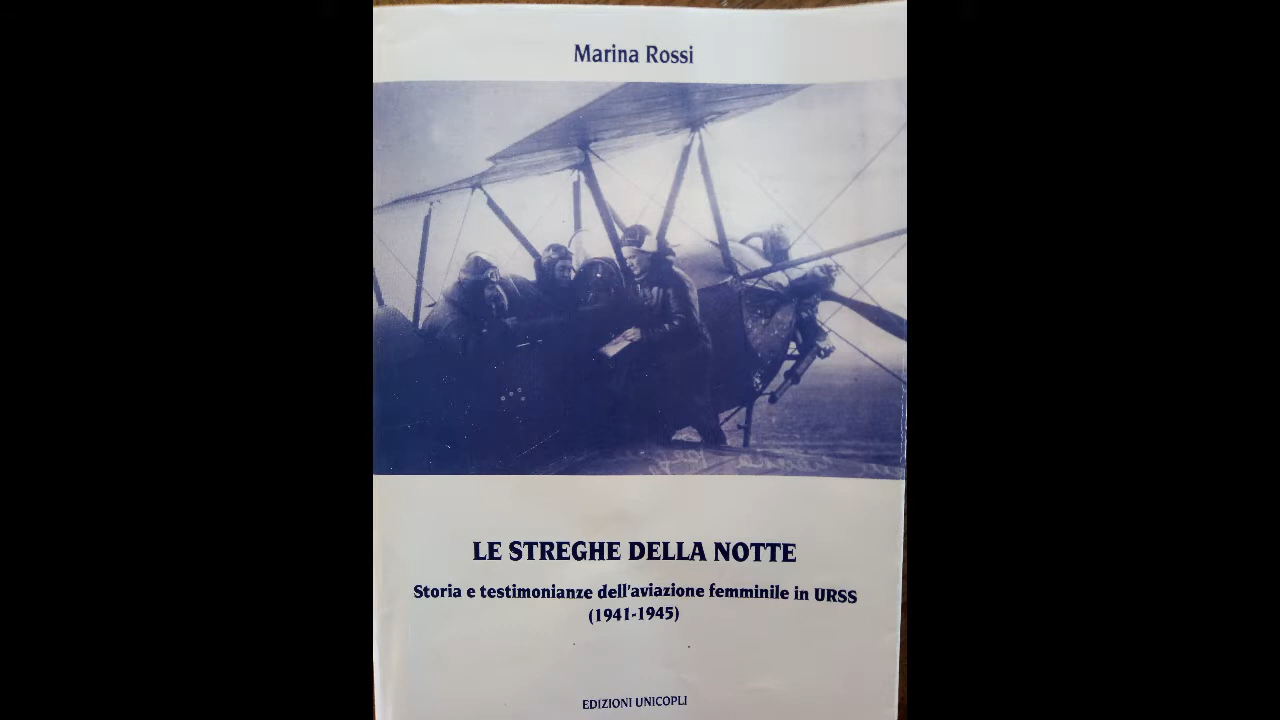 Marina Rossi
LE STREGHE DELLA NOTTE
Storia e testimonianze dell'aviazione femminile in URSS
(1941-1945)
EDIZIONI UNICOPLI